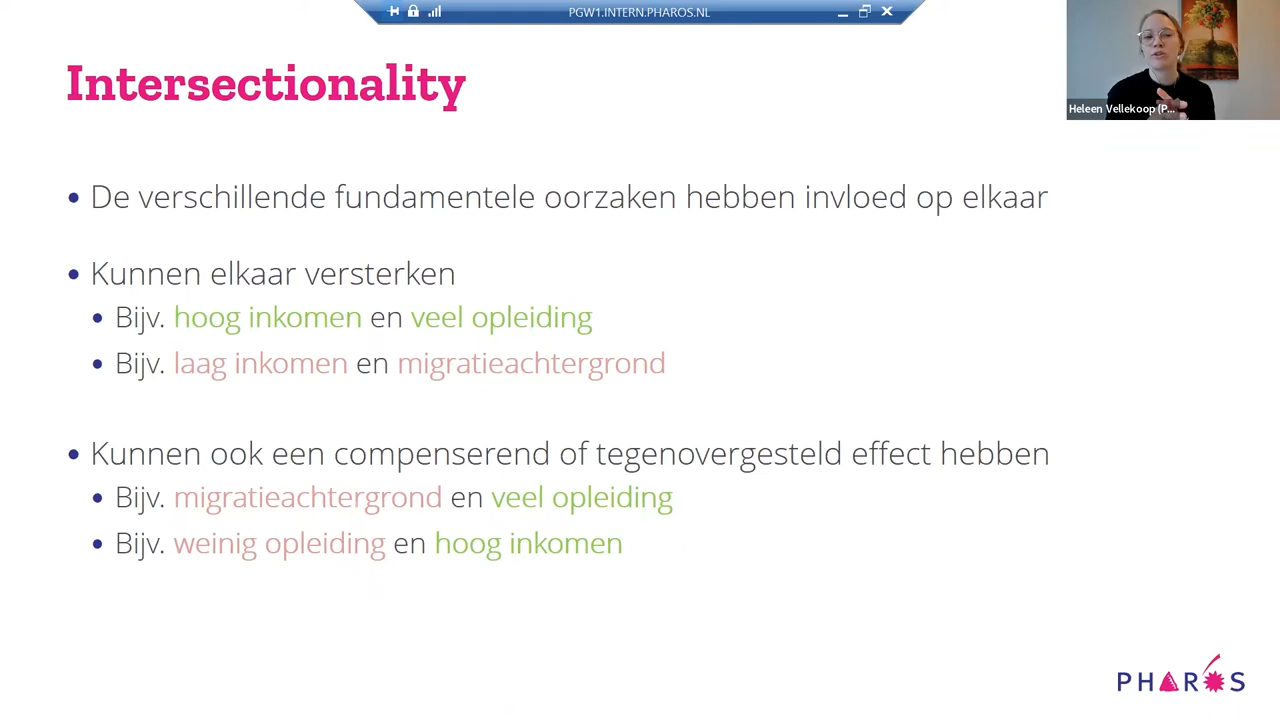 PGW1.INTERN.PHAROS.NL
Intersectionality
Heleen Vellekoop (P...
• De verschillende fundamentele oorzaken hebben invloed op elkaar
• Kunnen elkaar versterken
• Bijv. hoog inkomen en veel opleiding
• Bijv. laag inkomen en migratieachtergrond
• Kunnen ook een compenserend of tegenovergesteld effect hebben
• Bijv. migratieachtergrond en veel opleiding
• Bijv. weinig opleiding en hoog inkomen
PHAROS